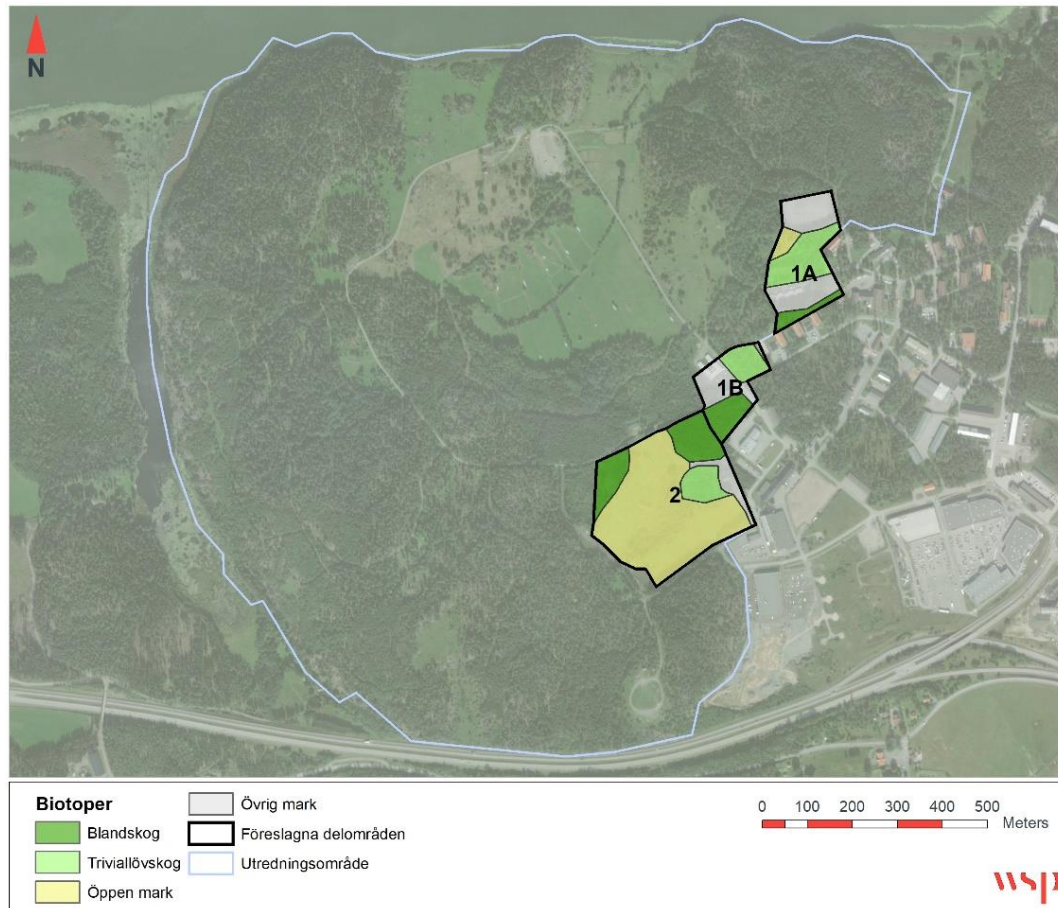 N
1A
1B
2
Biotoper
Blandskog
Triviallövskog
Öppen mark
Övrig mark
Föreslagna delområden
Utredningsområde
0 100 200 300 400 500
Meters
wsp